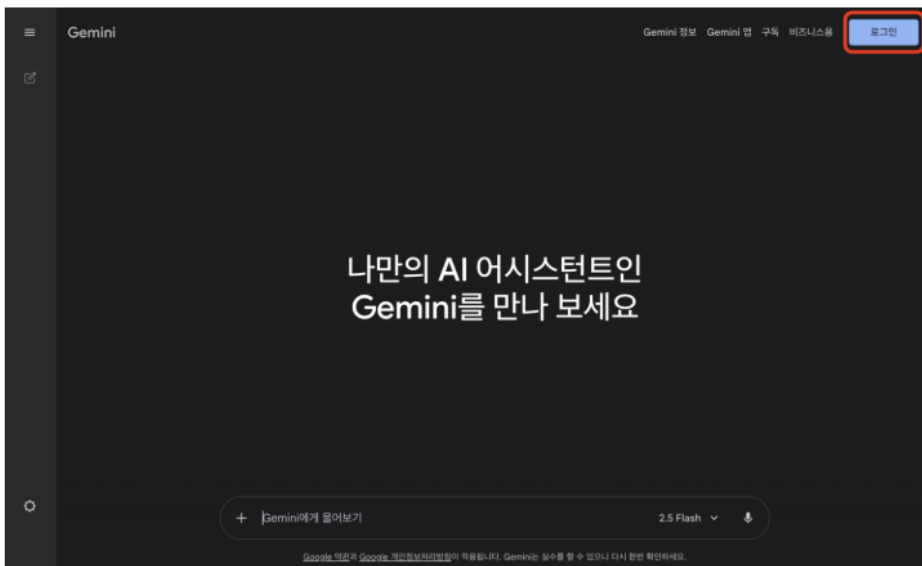 Gemini
Gemini 정보 Gemini 앱 구독 비즈니스용 로그인
나만의 AI 어시스턴트인
Gemini를 만나 보세요
Gemini에게 물어보기 2.5 Flash
Google 약관과 Google 개인정보처리방침이 적용됩니다. Gemini는 실수를 할 수 있으니 다시 한번 확인하세요.